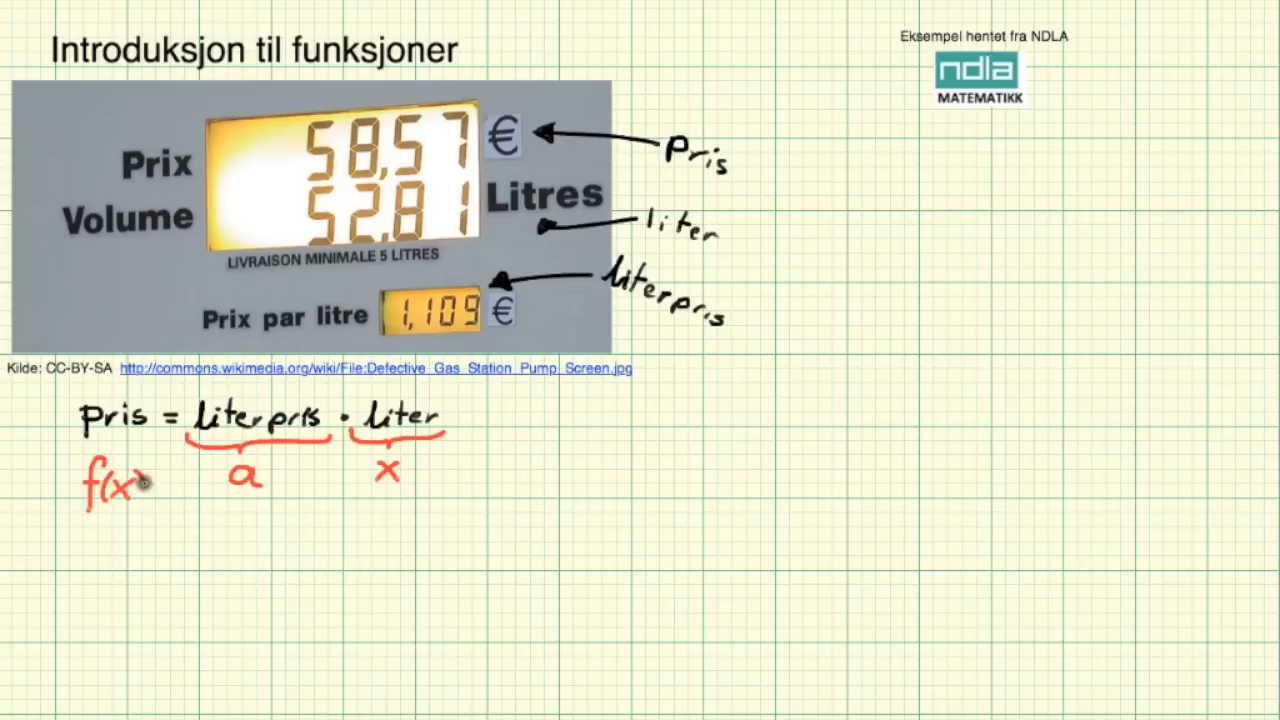 Introduksjon til funksjoner
Eksempel hentet fra NDLA
ndla
MATEMATIKK
Prix 58,57 €
Volume 52,81 Litres
LIVRAISON MINIMALE 5 LITRES
Prix par litre 1,109 €
Pris
liter
literpris
Kilde: CC-BY-SA http://commons.wikimedia.org/wiki/File:Defective_Gas_Station_Pump_Screen.jpg
Pris = literpris · liter
f(x) a x